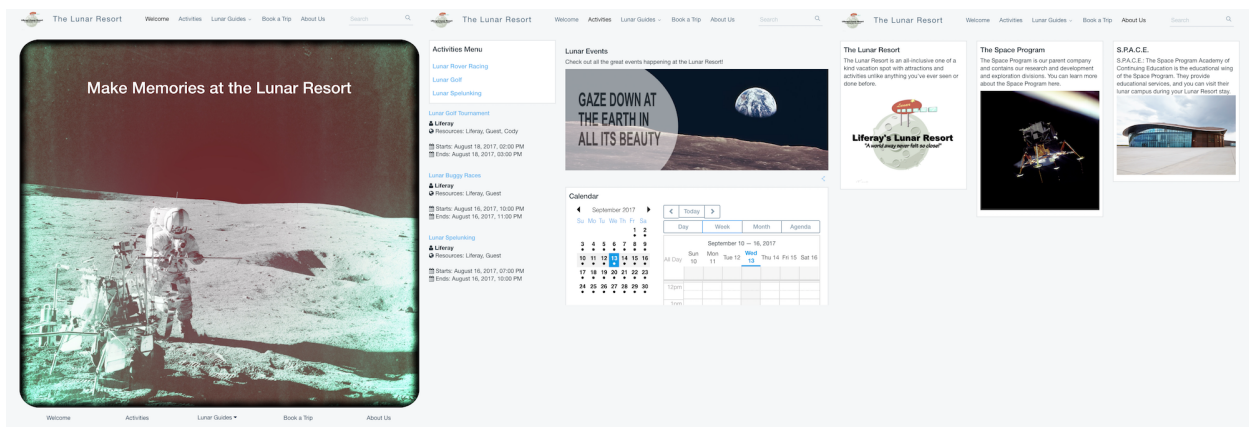 The Lunar Resort
Welcome Activities Lunar Guides Book a Trip About Us
Search
Make Memories at the Lunar Resort
Welcome Activities Lunar Guides Book a Trip About Us
The Lunar Resort
Welcome Activities Lunar Guides Book a Trip About Us
Search
Activities Menu
Lunar Rover Racing
Lunar Golf
Lunar Spelunking
Lunar Golf Tournament
Liferay
Resources: Liferay, Guest, Cody
Starts: August 18, 2017, 02:00 PM
Ends: August 18, 2017, 03:00 PM
Lunar Buggy Races
Liferay
Resources: Liferay, Guest
Starts: August 16, 2017, 10:00 PM
Ends: August 16, 2017, 11:00 PM
Lunar Spelunking
Liferay
Resources: Liferay, Guest
Starts: August 16, 2017, 07:00 PM
Ends: August 16, 2017, 10:00 PM
Lunar Events
Check out all the great events happening at the Lunar Resort!
GAZE DOWN AT
THE EARTH IN
ALL ITS BEAUTY
Calendar
September 2017
Su Mo Tu We Th Fr Sa
1 2
3 4 5 6 7 8 9
10 11 12 13 14 15 16
17 18 19 20 21 22 23
24 25 26 27 28 29 30
Today
Day Week Month Agenda
September 10 — 16, 2017
All Day Sun 10 Mon 11 Tue 12 Wed 13 Thu 14 Fri 15 Sat 16
12pm
1pm
The Lunar Resort
Welcome Activities Lunar Guides Book a Trip About Us
Search
The Lunar Resort
The Lunar Resort is an all-inclusive one of a
kind vacation spot with attractions and
activities unlike anything you've ever seen or
done before.
Liferay's Lunar Resort
"A world away never felt so close!"
The Space Program
The Space Program is our parent company
and contains our research and development
and exploration divisions. You can learn more
about the Space Program here.
S.P.A.C.E.
S.P.A.C.E.: The Space Program Academy of
Continuing Education is the educational wing
of the Space Program. They provide
educational services, and you can visit their
lunar campus during your Lunar Resort stay.